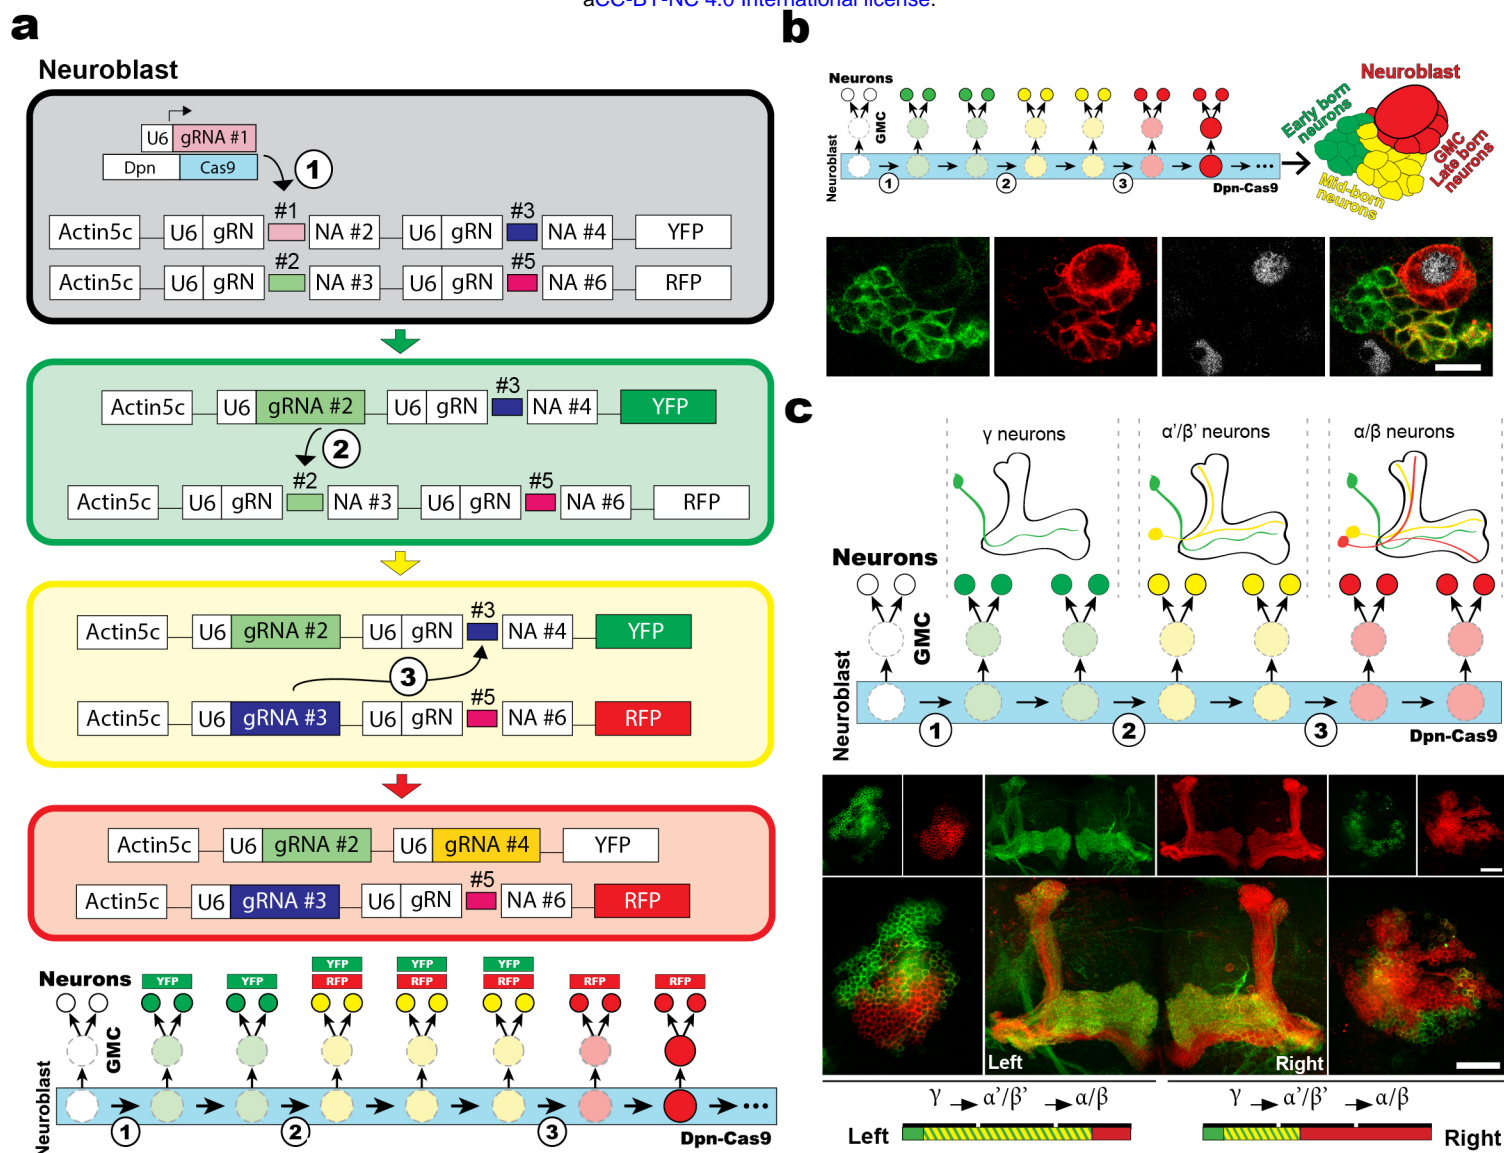 aCC-BY-NC 4.0 International license.
a
Neuroblast
U6 gRNA #1
Dpn Cas9
1
#1 #3
Actin5c U6 gRN NA #2 U6 gRN NA #4 YFP
#2 #5
Actin5c U6 gRN NA #3 U6 gRN NA #6 RFP
#3
Actin5c U6 gRNA #2 U6 gRN NA #4 YFP
2
#2 #5
Actin5c U6 gRN NA #3 U6 gRN NA #6 RFP
#3
Actin5c U6 gRNA #2 U6 gRN NA #4 YFP
3
#5
Actin5c U6 gRNA #3 U6 gRN NA #6 RFP
Actin5c U6 gRNA #2 U6 gRNA #4 YFP
#5
Actin5c U6 gRNA #3 U6 gRN NA #6 RFP
YFP YFP YFP
Neurons YFP YFP RFP RFP RFP RFP RFP
GMC
Neuroblast
1 2 3
Dpn-Cas9
b
Neurons
GMC
Neuroblast
1 2 3
Dpn-Cas9
Neuroblast
Early born
neurons
GMC
Late born
neurons
Mid-born
neurons
c
γ neurons α'/β' neurons α/β neurons
Neurons
GMC
Neuroblast
1 2 3
Dpn-Cas9
Left Right
γ α'/β' α/β γ α'/β' α/β
Left Right